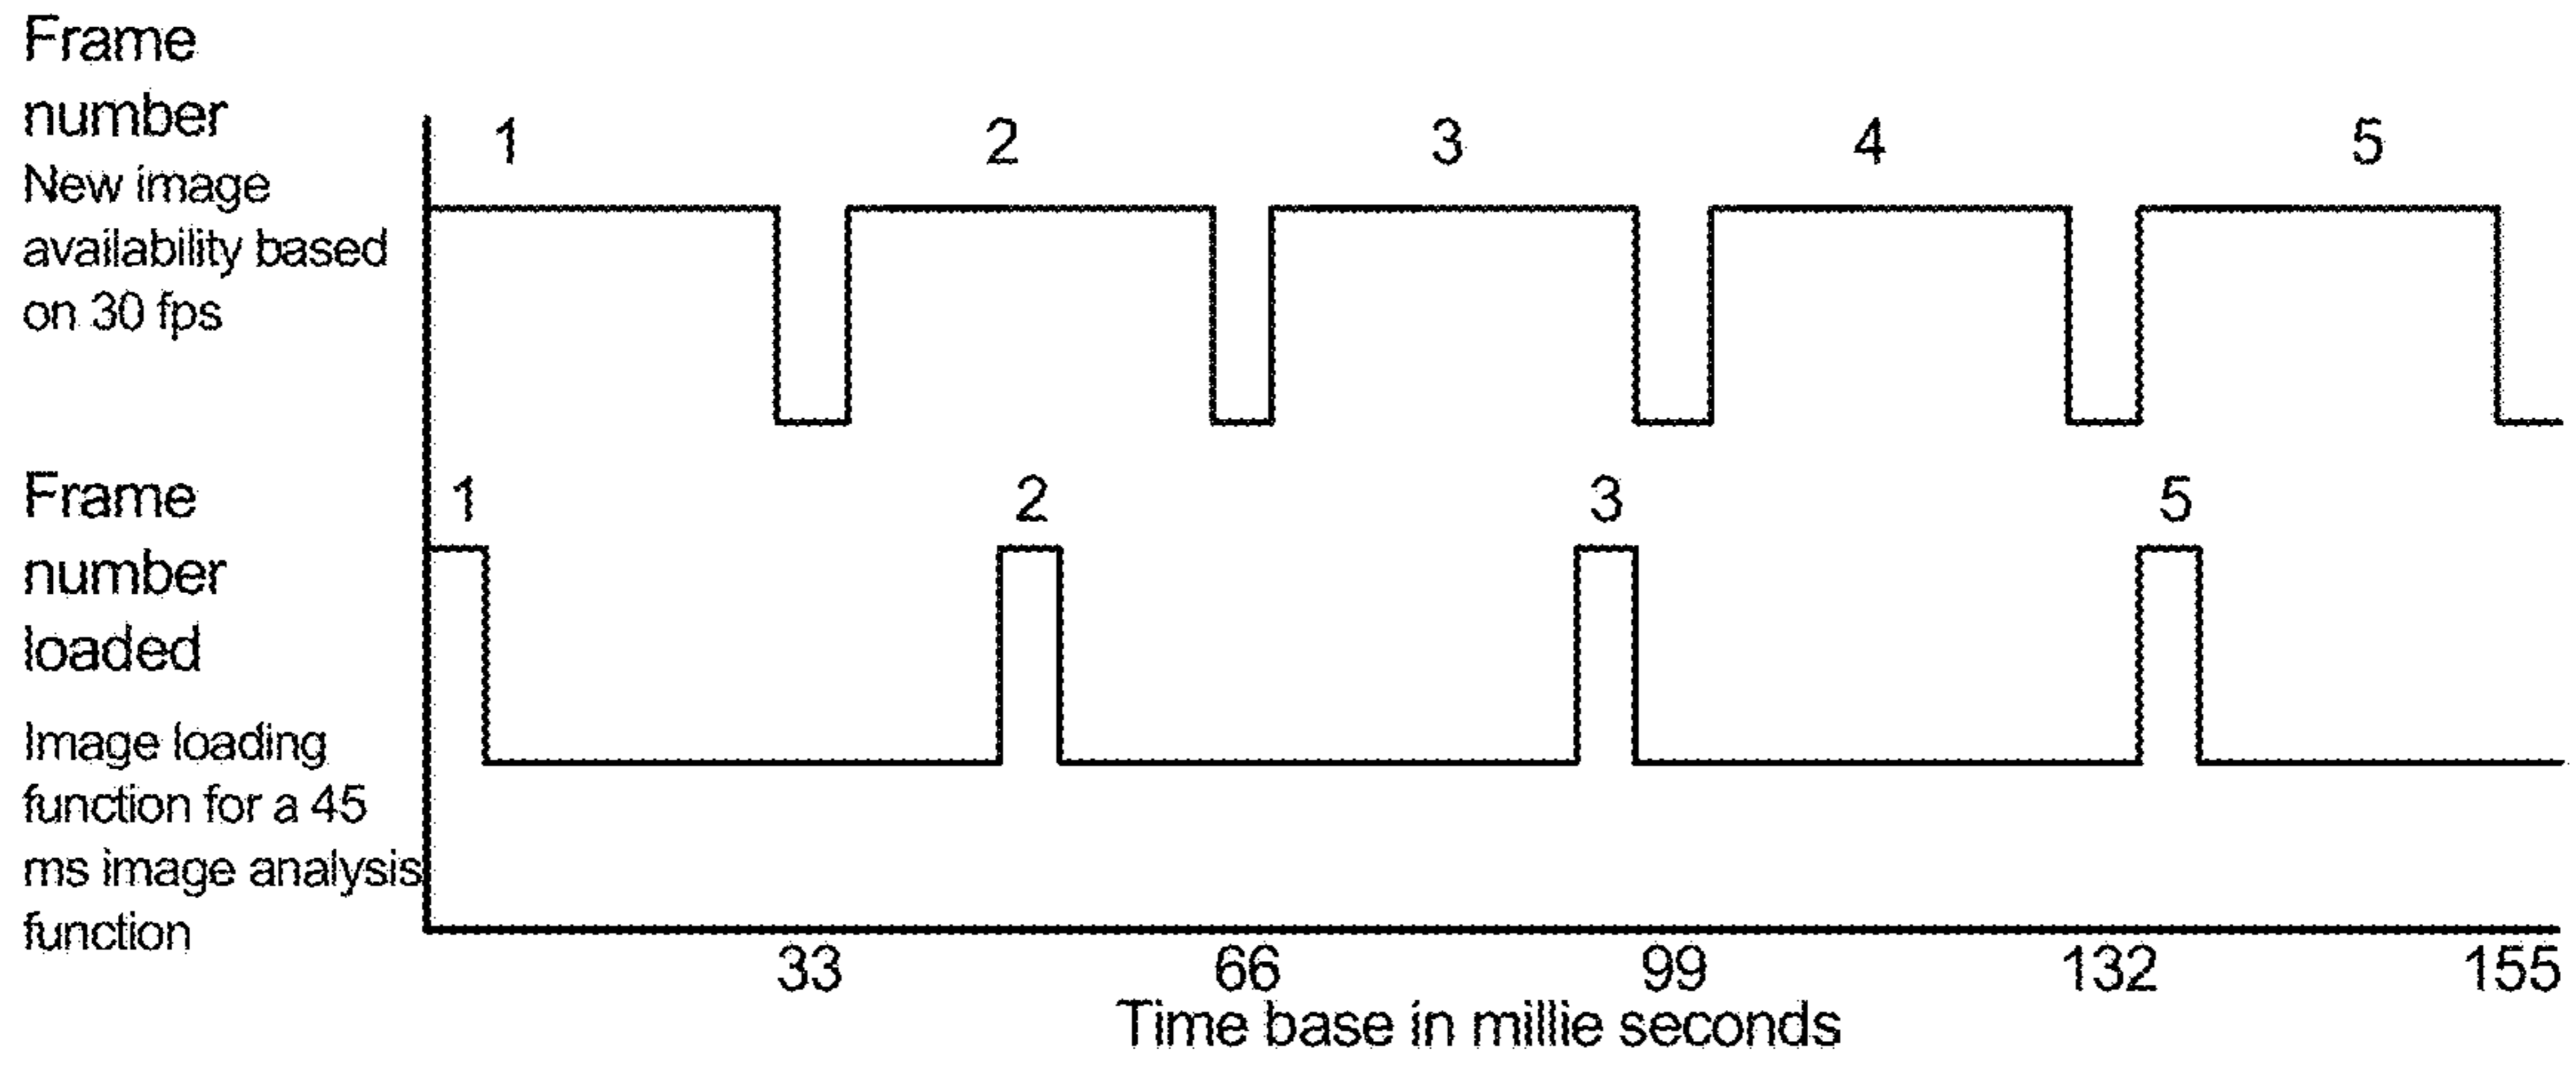 Frame
number
1 2 3 4 5
New image
availability based
on 30 fps
Frame
1 2 3 5
number
loaded
Image loading
function for a 45
ms image analysis
function
33 66 99 132 155
Time base in millie seconds